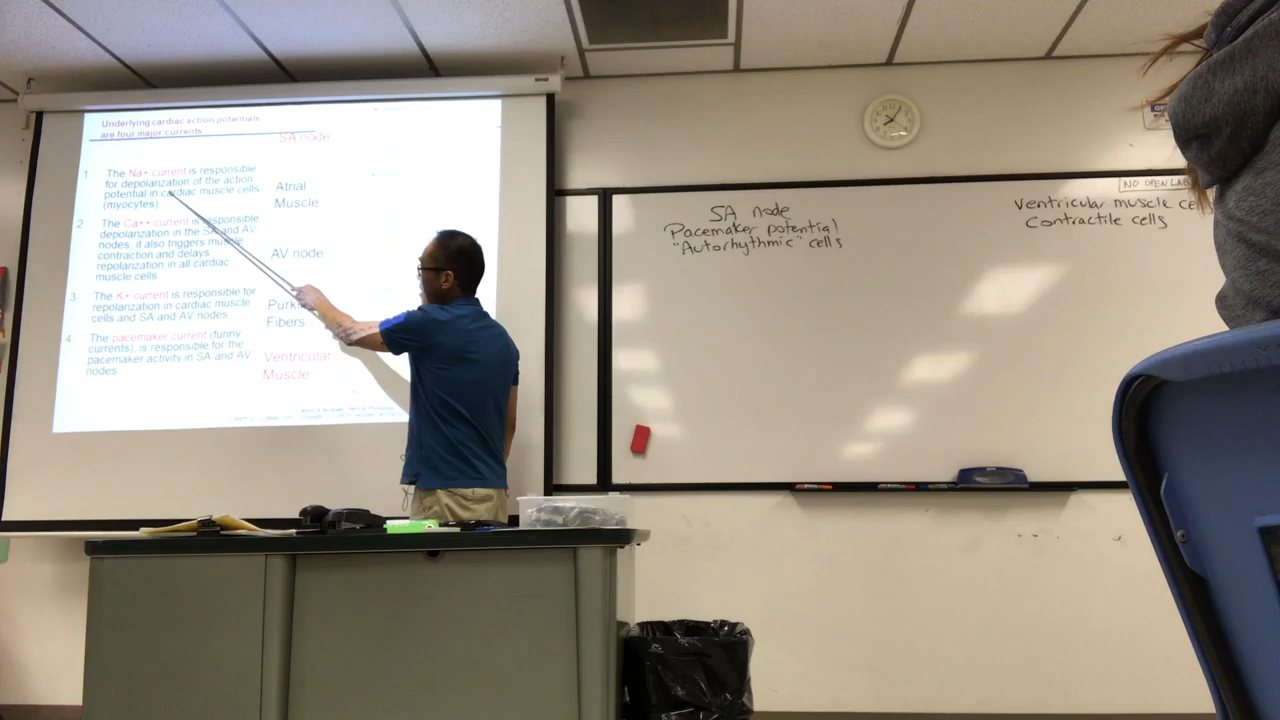 Underlying cardiac action potentials
are four major currents
SA node
1 The Na+ current is responsible
for depolarization of the action
potential in cardiac muscle cells
(myocytes)
Atrial
Muscle
2 The Ca++ current is responsible
depolarization in the SA and AV
nodes, it also triggers muscle
contraction and delays
repolarization in all cardiac
muscle cells
AV node
3 The K+ current is responsible for
repolarization in cardiac muscle
cells and SA and AV nodes
Fibers
4 The pacemaker current (funny
currents), is responsible for the
pacemaker activity in SA and AV
nodes
Ventricular
Muscle
SA node
Pacemaker potential
"Autorhythmic" cells
NO OPEN LAB
ventricular muscle
contractile cells